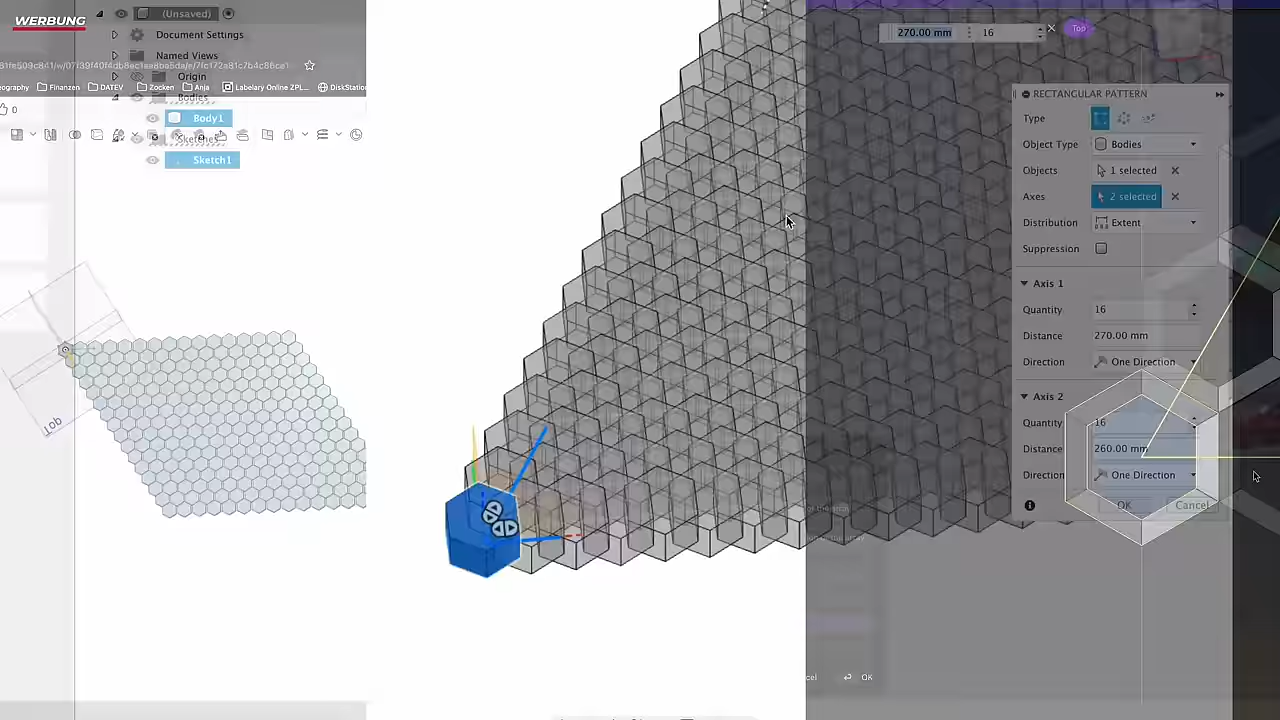 WERBUNG
(Unsaved)
Document Settings
Named Views
Origin
Bodies
Body1
Sketches
Sketch1
Finanzen
DATEV
Zocken
Anja
Labelary Online ZPL...
DiskStation
0
Top
270.00 mm
16
Top
RECTANGULAR PATTERN
Type
Object Type
Bodies
Objects
1 selected
Axes
2 selected
Distribution
Extent
Suppression
Axis 1
Quantity
16
Distance
270.00 mm
Direction
One Direction
Axis 2
Quantity
16
Distance
260.00 mm
Direction
One Direction
OK
Cancel
OK